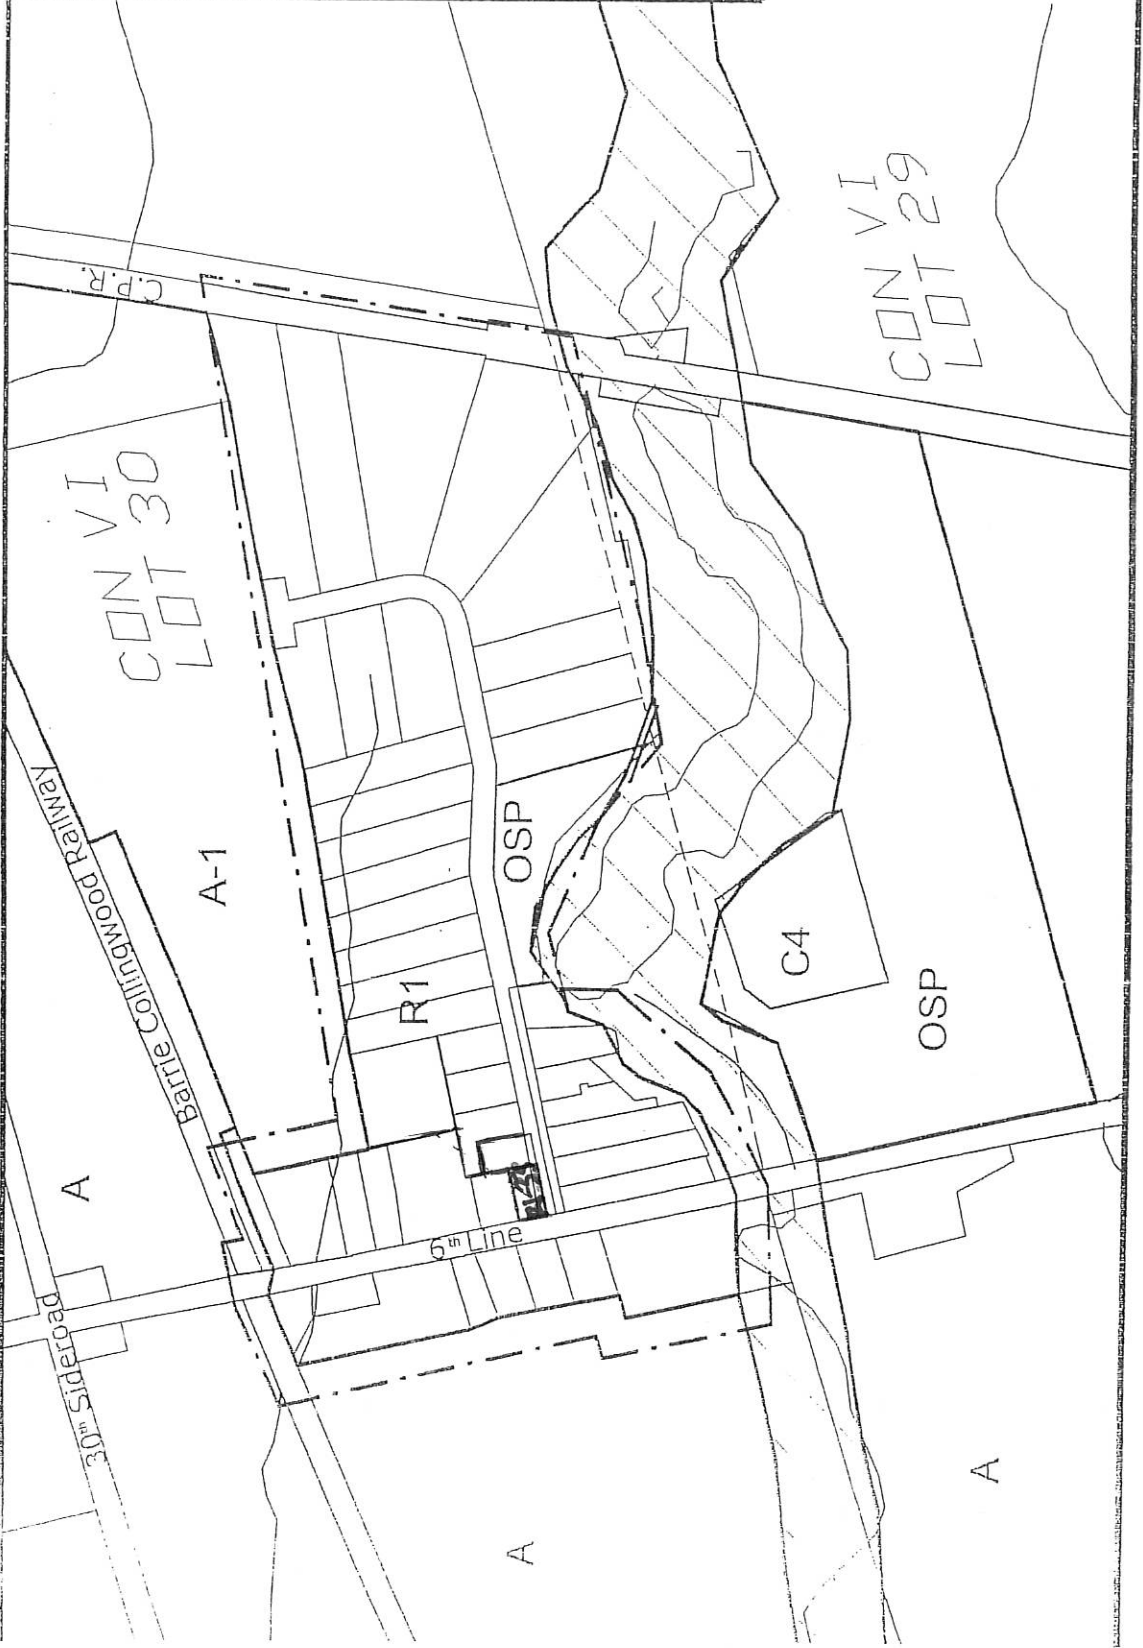 C.P.R.
CON VI
LOT 30
CON VI
LOT 29
Barrie Collingwood Railway
A-1
OSP
R1
C4
OSP
A
6th Line
30th Sideroad
A
A